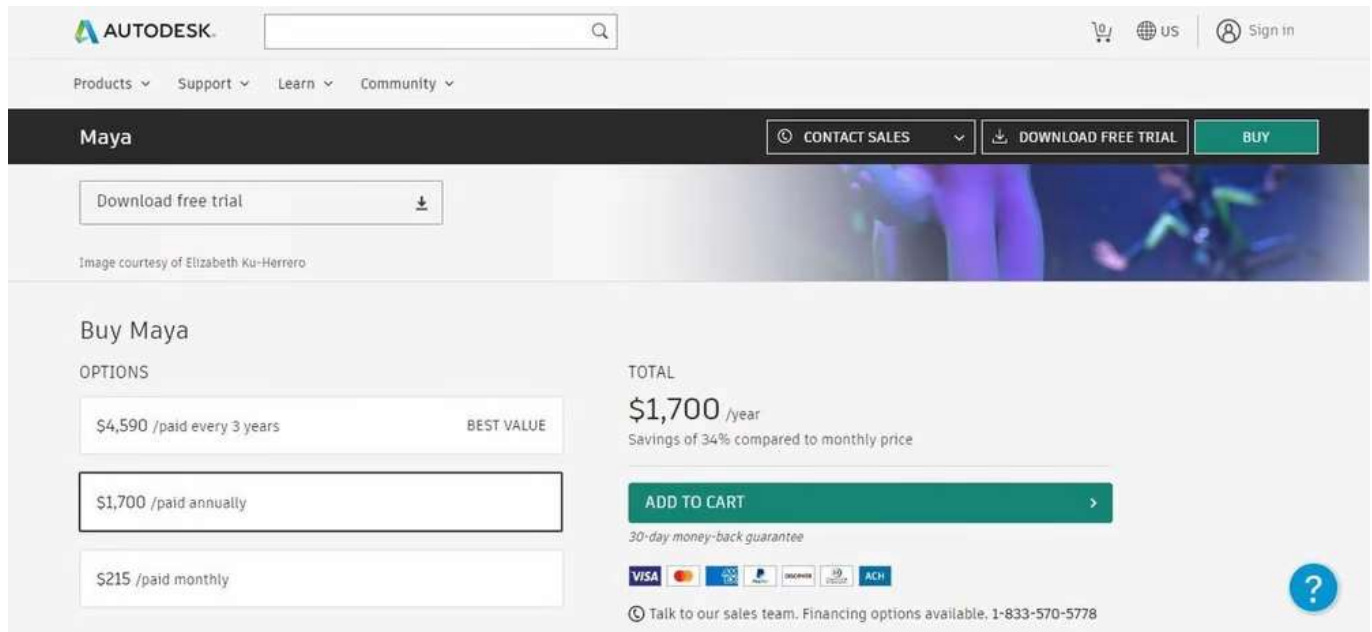 AUTODESK.
0 US Sign in
Products Support Learn Community
Maya
CONTACT SALES DOWNLOAD FREE TRIAL BUY
Download free trial
Image courtesy of Elizabeth Ku-Herrero
Buy Maya
OPTIONS
$4,590 /paid every 3 years BEST VALUE
$1,700 /paid annually
$215 /paid monthly
TOTAL
$1,700 /year
Savings of 34% compared to monthly price
ADD TO CART
30-day money-back guarantee
VISA PayPal DISCOVER ACH
Talk to our sales team. Financing options available. 1-833-570-5778
?